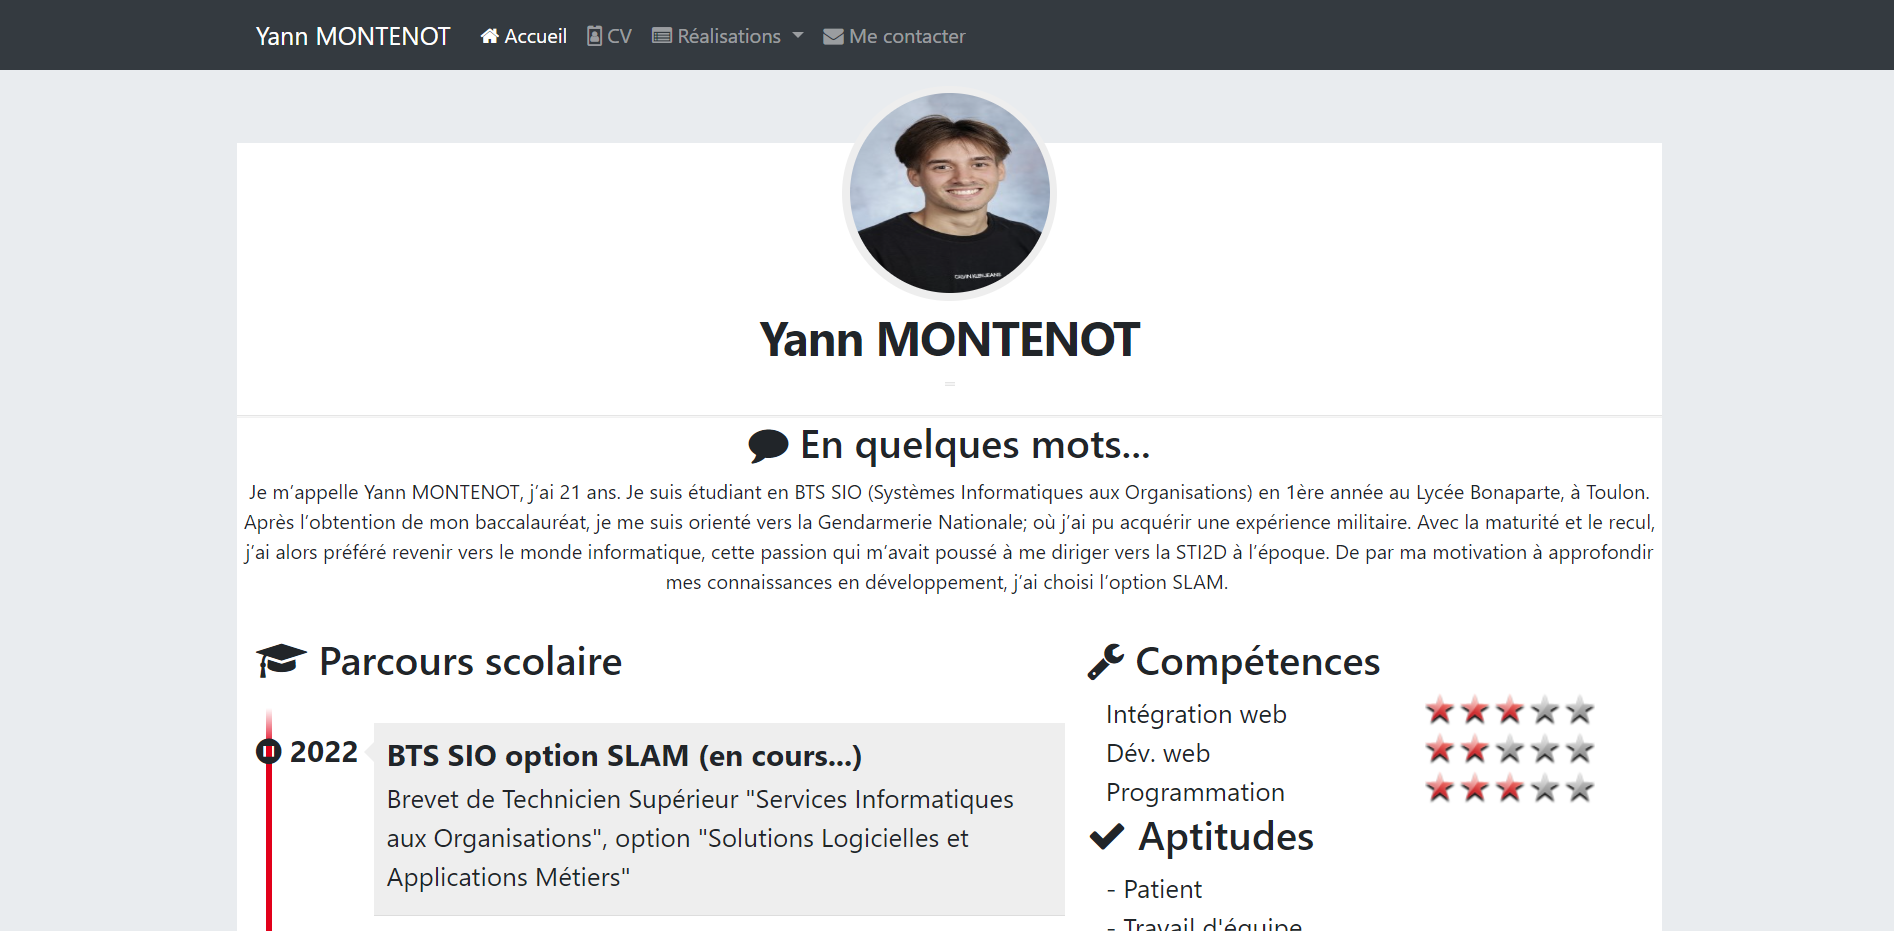 Yann MONTENOT Accueil CV Réalisations Me contacter
CALVIN KLEIN JEANS
Yann MONTENOT
En quelques mots...
Je m’appelle Yann MONTENOT, j’ai 21 ans. Je suis étudiant en BTS SIO (Systèmes Informatiques aux Organisations) en 1ère année au Lycée Bonaparte, à Toulon.
Après l’obtention de mon baccalauréat, je me suis orienté vers la Gendarmerie Nationale; où j’ai pu acquérir une expérience militaire. Avec la maturité et le recul,
j’ai alors préféré revenir vers le monde informatique, cette passion qui m’avait poussé à me diriger vers la STI2D à l’époque. De par ma motivation à approfondir
mes connaissances en développement, j’ai choisi l’option SLAM.
Parcours scolaire
2022
BTS SIO option SLAM (en cours...)
Brevet de Technicien Supérieur "Services Informatiques
aux Organisations", option "Solutions Logicielles et
Applications Métiers"
Compétences
Intégration web
Dév. web
Programmation
Aptitudes
- Patient
- Travail d'équipe